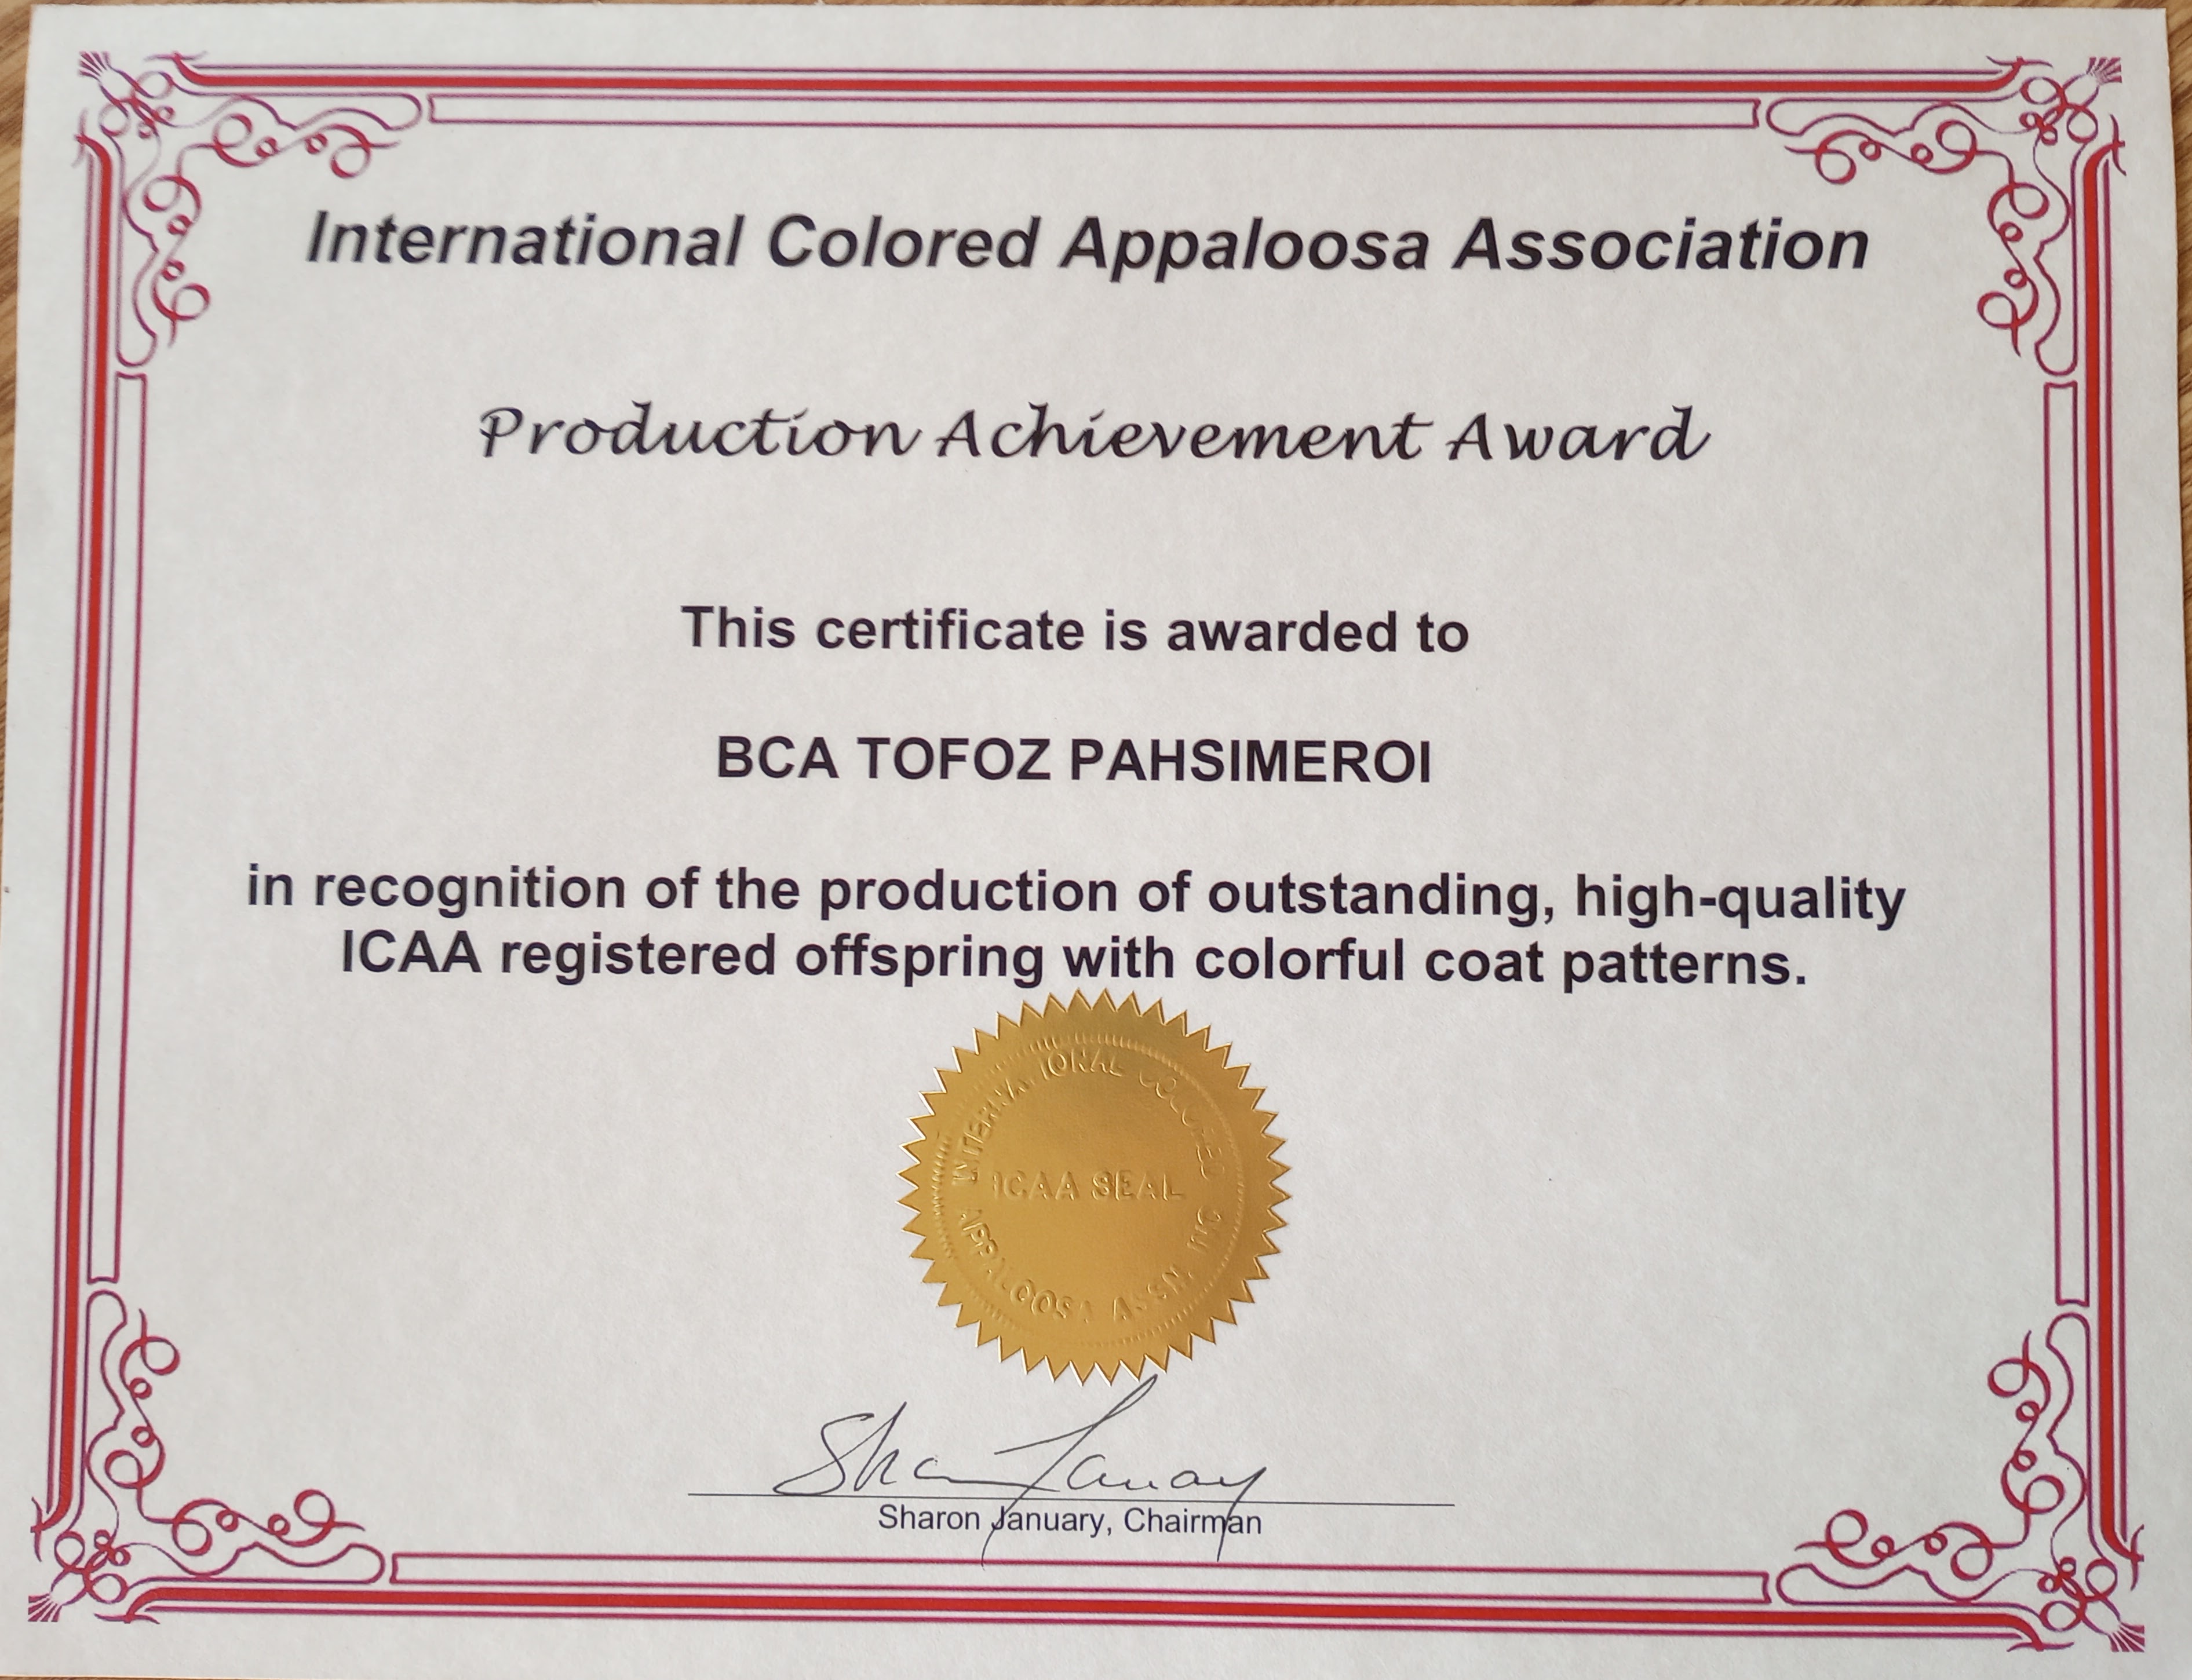 International Colored Appaloosa Association
Production Achievement Award
This certificate is awarded to
BCA TOFOZ PAHSIMEROI
in recognition of the production of outstanding, high-quality
ICAA registered offspring with colorful coat patterns.
INTERNATIONAL COLORED
ICAA SEAL
APPALOOSA ASSN. INC
Sharon January
Sharon January, Chairman